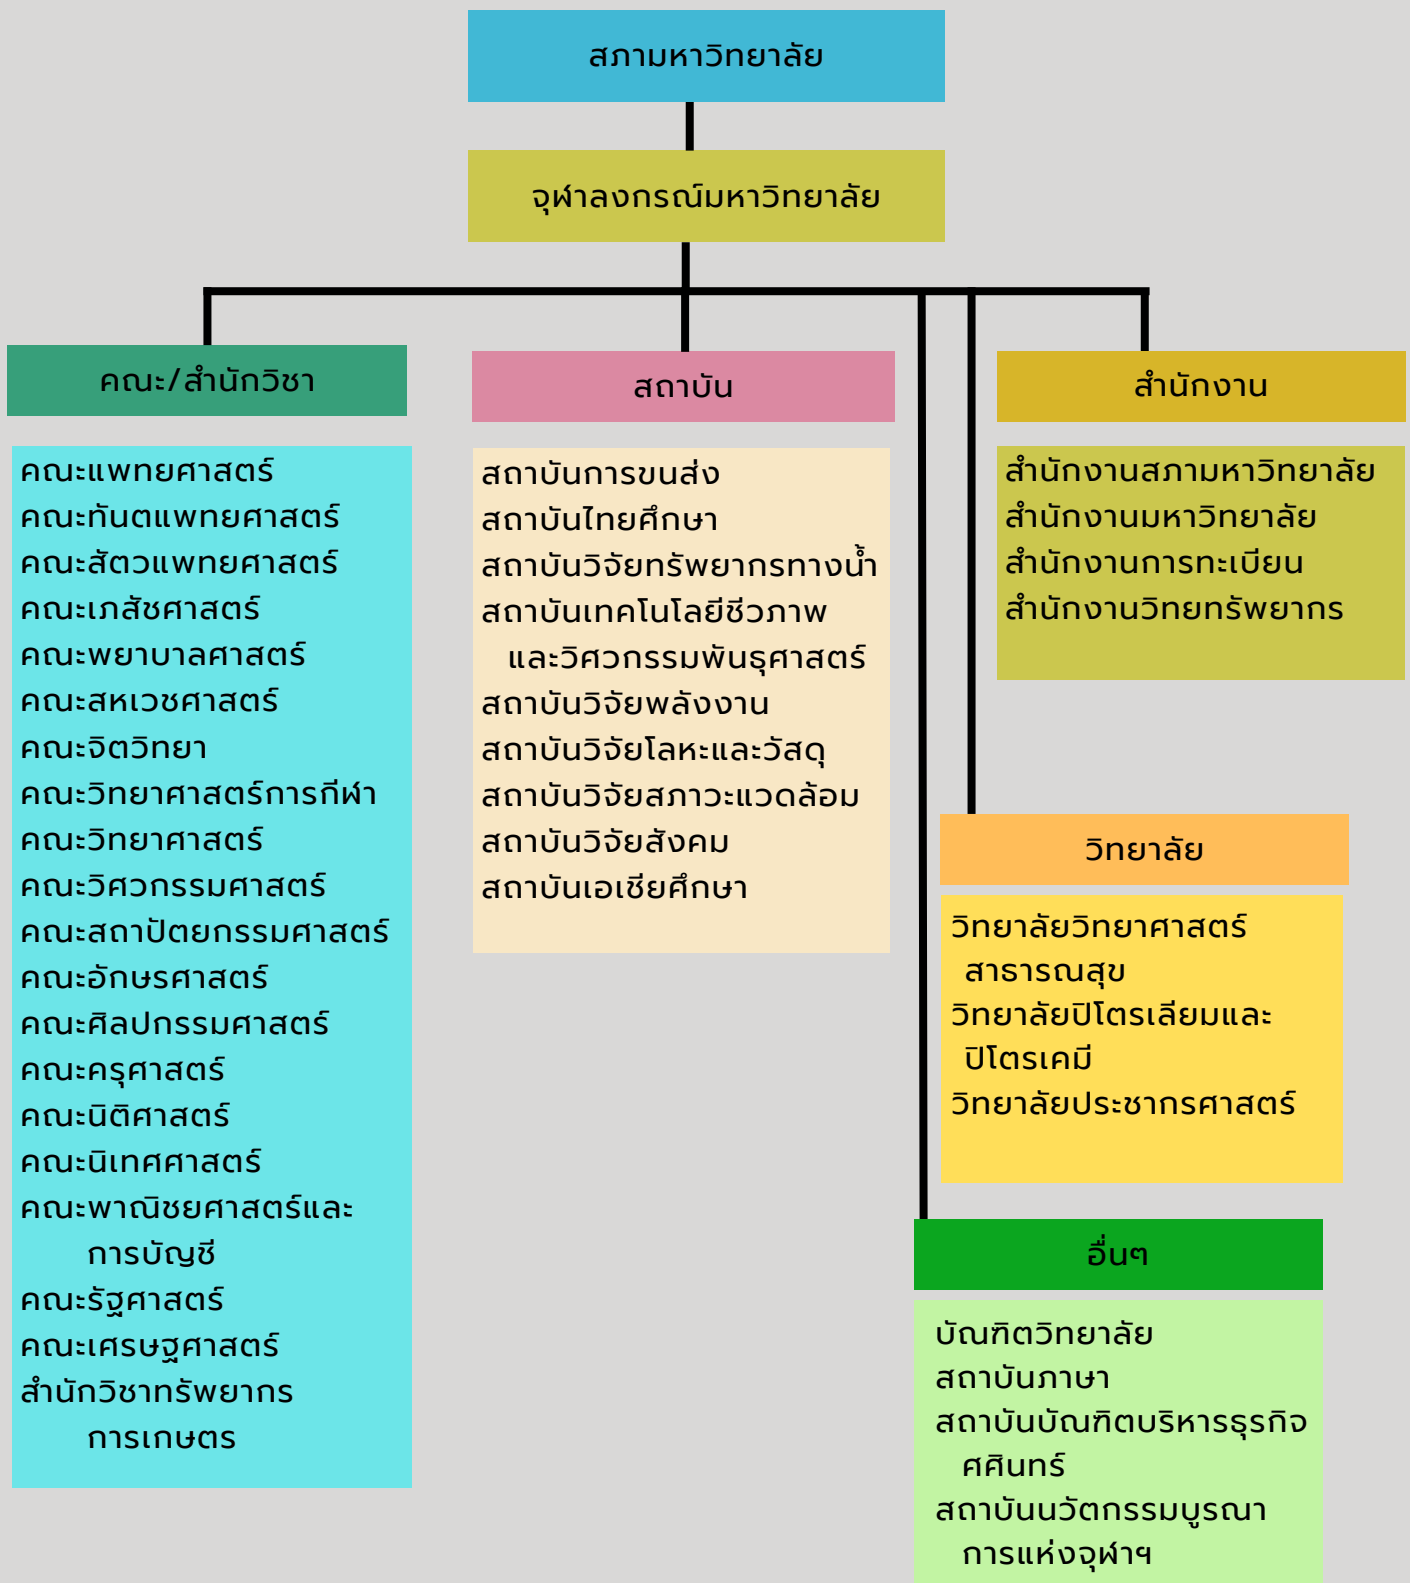 สภามหาวิทยาลัย
จุฬาลงกรณ์มหาวิทยาลัย
คณะ/สำนักวิชา
คณะแพทยศาสตร์
คณะทันตแพทยศาสตร์
คณะสัตวแพทยศาสตร์
คณะเภสัชศาสตร์
คณะพยาบาลศาสตร์
คณะสหเวชศาสตร์
คณะจิตวิทยา
คณะวิทยาศาสตร์การกีฬา
คณะวิทยาศาสตร์
คณะวิศวกรรมศาสตร์
คณะสถาปัตยกรรมศาสตร์
คณะอักษรศาสตร์
คณะศิลปกรรมศาสตร์
คณะครุศาสตร์
คณะนิติศาสตร์
คณะนิเทศศาสตร์
คณะพาณิชยศาสตร์และ
การบัญชี
คณะรัฐศาสตร์
คณะเศรษฐศาสตร์
สำนักวิชาทรัพยากร
การเกษตร
สถาบัน
สถาบันการขนส่ง
สถาบันไทยศึกษา
สถาบันวิจัยทรัพยากรทางน้ำ
สถาบันเทคโนโลยีชีวภาพ
และวิศวกรรมพันธุศาสตร์
สถาบันวิจัยพลังงาน
สถาบันวิจัยโลหะและวัสดุ
สถาบันวิจัยสภาวะแวดล้อม
สถาบันวิจัยสังคม
สถาบันเอเชียศึกษา
สำนักงาน
สำนักงานสภามหาวิทยาลัย
สำนักงานมหาวิทยาลัย
สำนักงานการทะเบียน
สำนักงานวิทยทรัพยากร
วิทยาลัย
วิทยาลัยวิทยาศาสตร์
สาธารณสุข
วิทยาลัยปิโตรเลียมและ
ปิโตรเคมี
วิทยาลัยประชากรศาสตร์
อื่นๆ
บัณฑิตวิทยาลัย
สถาบันภาษา
สถาบันบัณฑิตบริหารธุรกิจ
ศศินทร์
สถาบันนวัตกรรมบูรณา
การแห่งจุฬาฯ